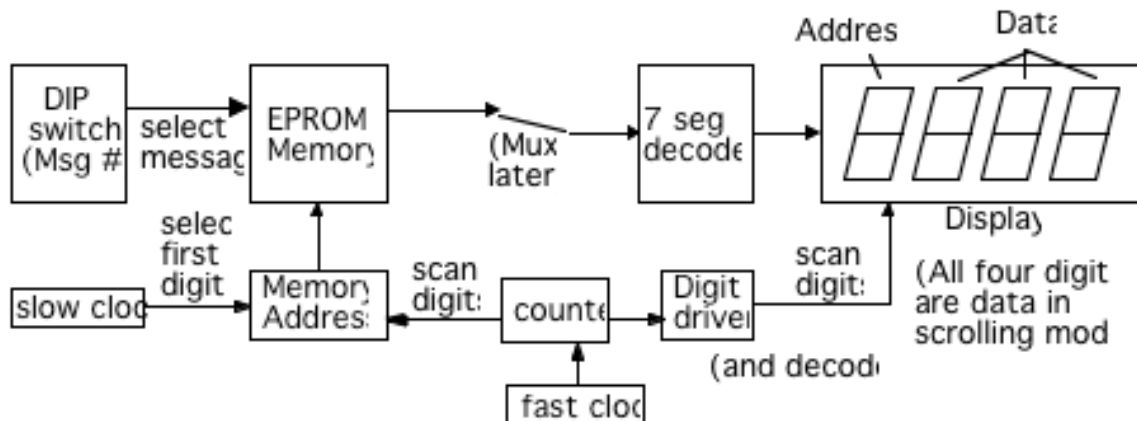 Addres
Data
DIP
switch
(Msg #
select
messag
EPROM
Memory
(Mux
later
7 seg
decode
Display
selec
first
digit
slow cloc
Memory
Address
scan
digits
counte
Digit
driver
scan
digits
(All four digit
are data in
scrolling mod
(and decode
fast cloc